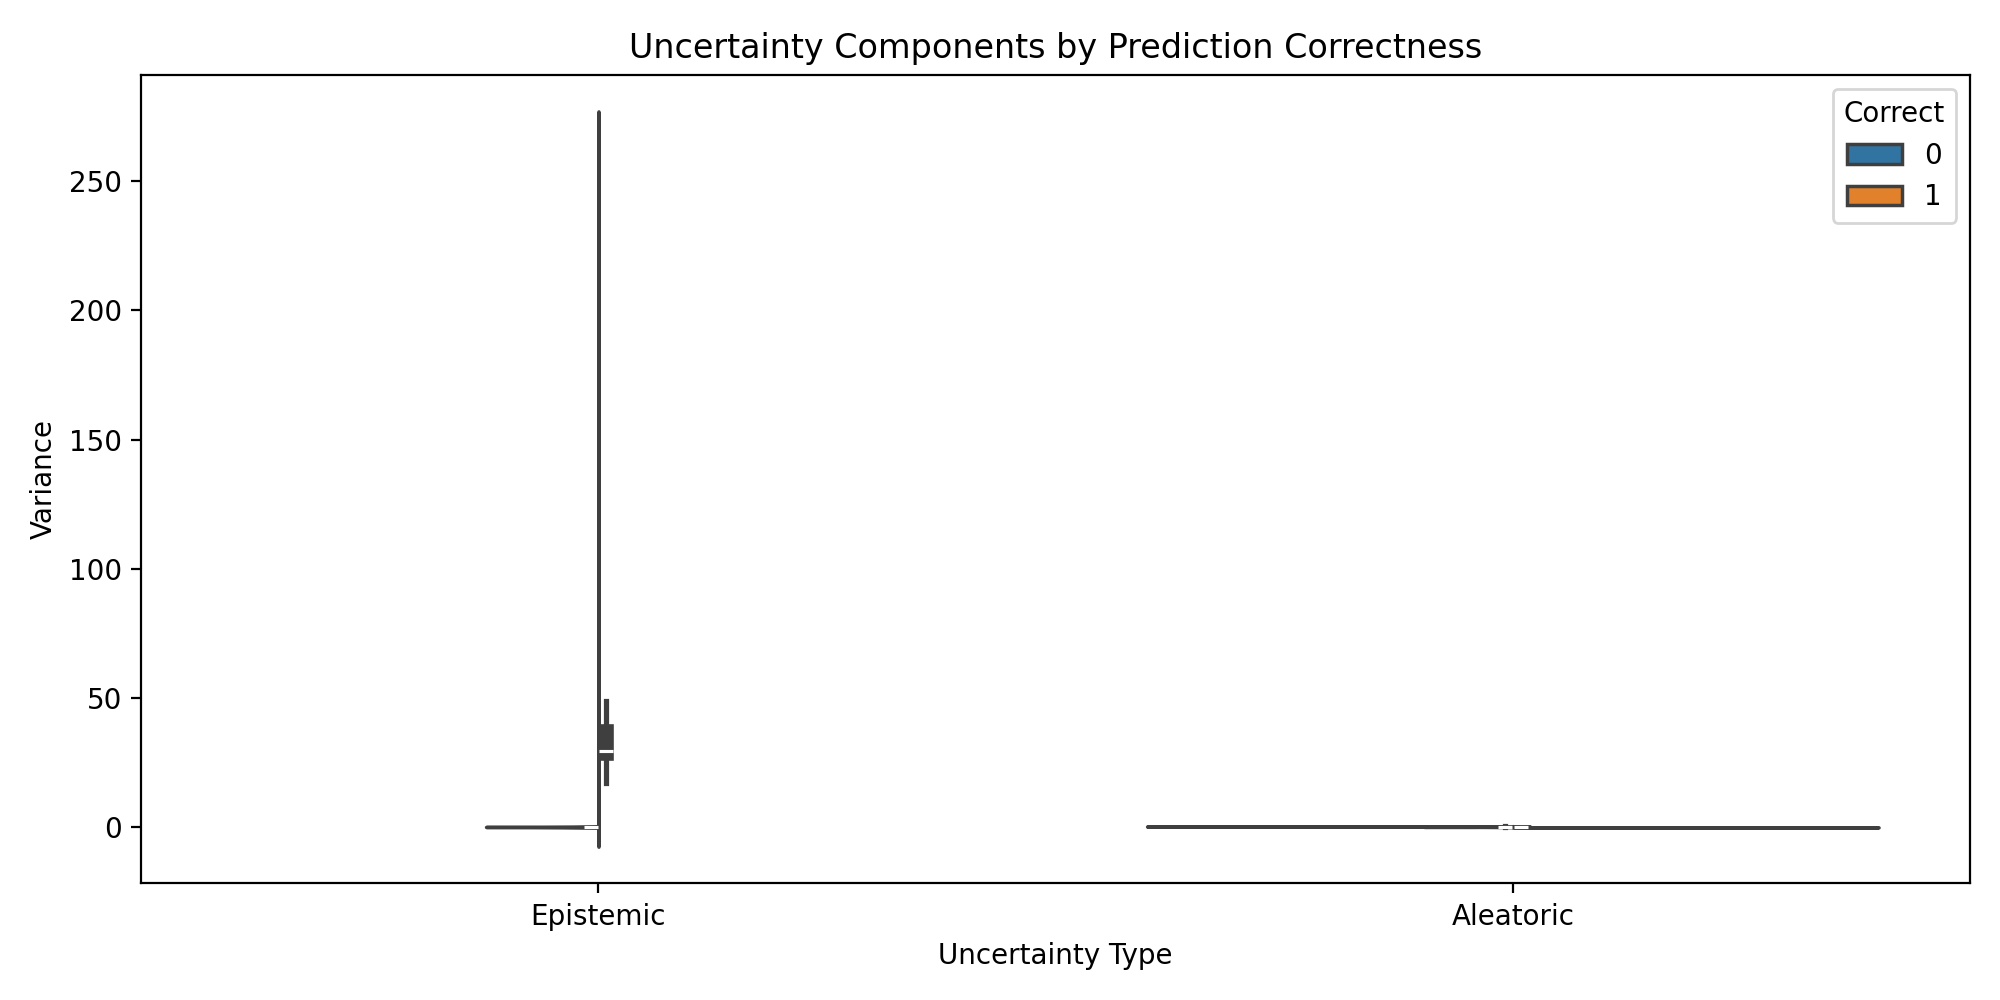 Uncertainty Components by Prediction Correctness
Correct
0
1
250
200
150
100
50
0
Variance
Epistemic
Aleatoric
Uncertainty Type